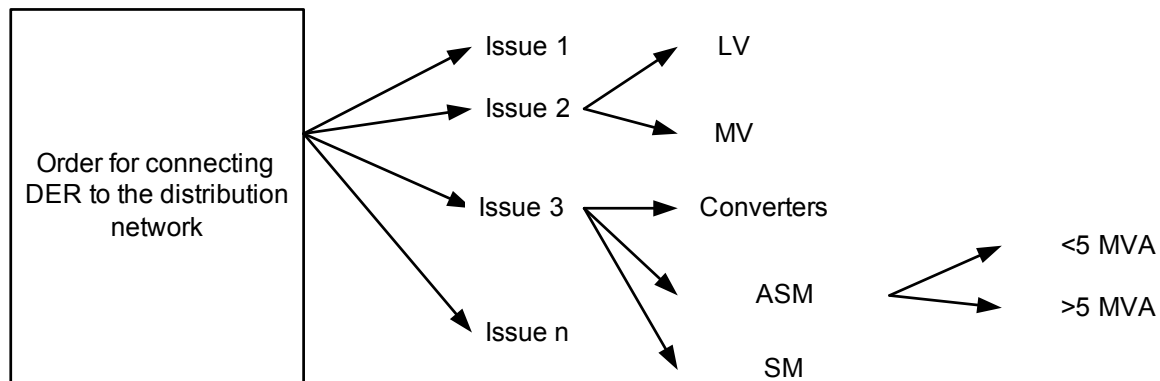 Order for connecting
DER to the distribution
network
Issue 1
Issue 2
Issue 3
Issue n
LV
MV
Converters
ASM
SM
<5 MVA
>5 MVA